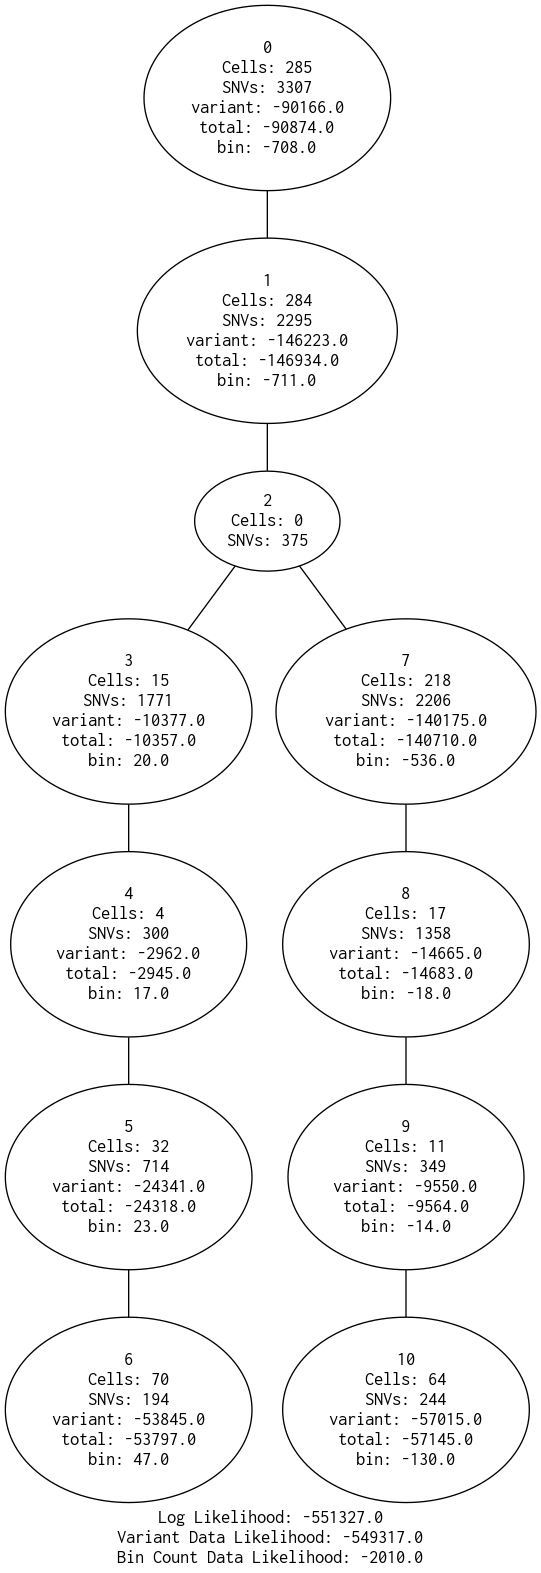 0
Cells: 285
SNVs: 3307
variant: -90166.0
total: -90874.0
bin: -708.0
1
Cells: 284
SNVs: 2295
variant: -146223.0
total: -146934.0
bin: -711.0
2
Cells: 0
SNVs: 375
3
Cells: 15
SNVs: 1771
variant: -10377.0
total: -10357.0
bin: 20.0
7
Cells: 218
SNVs: 2206
variant: -140175.0
total: -140710.0
bin: -536.0
4
Cells: 4
SNVs: 300
variant: -2962.0
total: -2945.0
bin: 17.0
8
Cells: 17
SNVs: 1358
variant: -14665.0
total: -14683.0
bin: -18.0
5
Cells: 32
SNVs: 714
variant: -24341.0
total: -24318.0
bin: 23.0
9
Cells: 11
SNVs: 349
variant: -9550.0
total: -9564.0
bin: -14.0
6
Cells: 70
SNVs: 194
variant: -53845.0
total: -53797.0
bin: 47.0
10
Cells: 64
SNVs: 244
variant: -57015.0
total: -57145.0
bin: -130.0
Log Likelihood: -551327.0
Variant Data Likelihood: -549317.0
Bin Count Data Likelihood: -2010.0